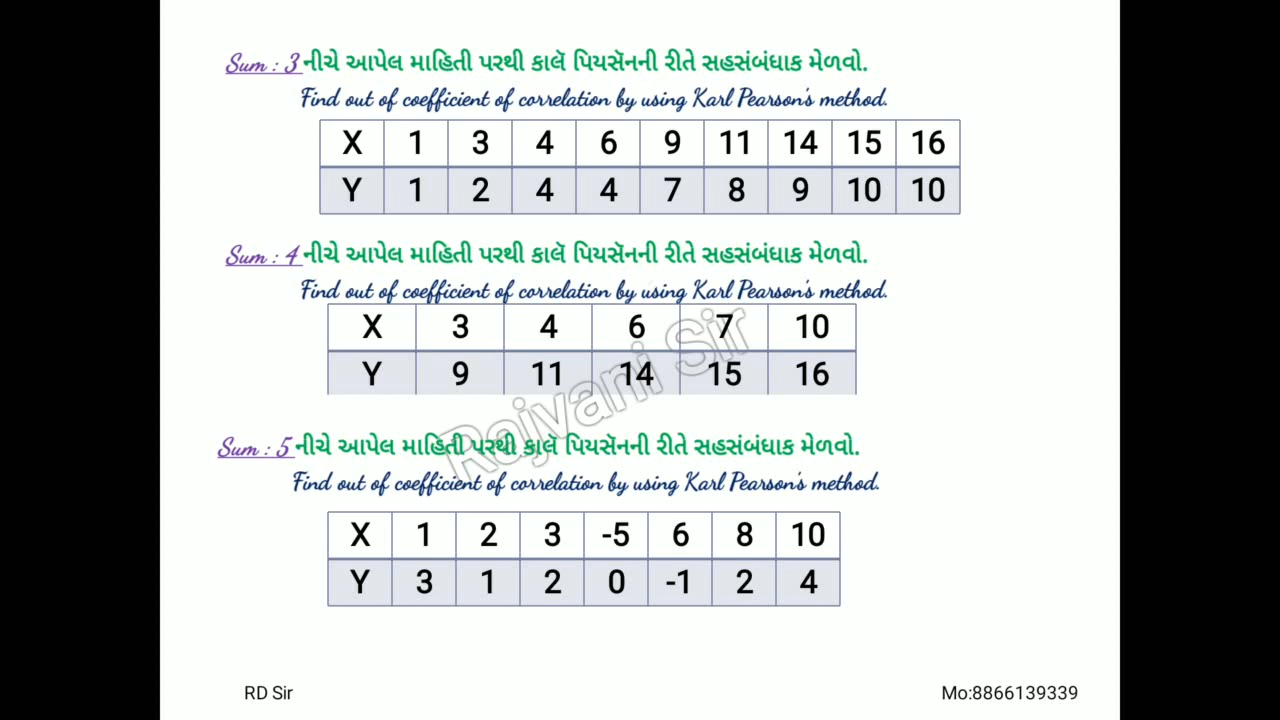 Sum : 3 નીચે આપેલ માહિતી પરથી કાર્લ પિયર્સનની રીતે સહસંબંધાક મેળવો.
Find out of coefficient of correlation by using Karl Pearson's method.
X 1 3 4 6 9 11 14 15 16
Y 1 2 4 4 7 8 9 10 10
Sum : 4 નીચે આપેલ માહિતી પરથી કાર્લ પિયર્સનની રીતે સહસંબંધાક મેળવો.
Find out of coefficient of correlation by using Karl Pearson's method.
X 3 4 6 7 10
Y 9 11 14 15 16
Rajvani Sir
Sum : 5 નીચે આપેલ માહિતી પરથી કાર્લ પિયર્સનની રીતે સહસંબંધાક મેળવો.
Find out of coefficient of correlation by using Karl Pearson's method.
X 1 2 3 -5 6 8 10
Y 3 1 2 0 -1 2 4
RD Sir
Mo:8866139339